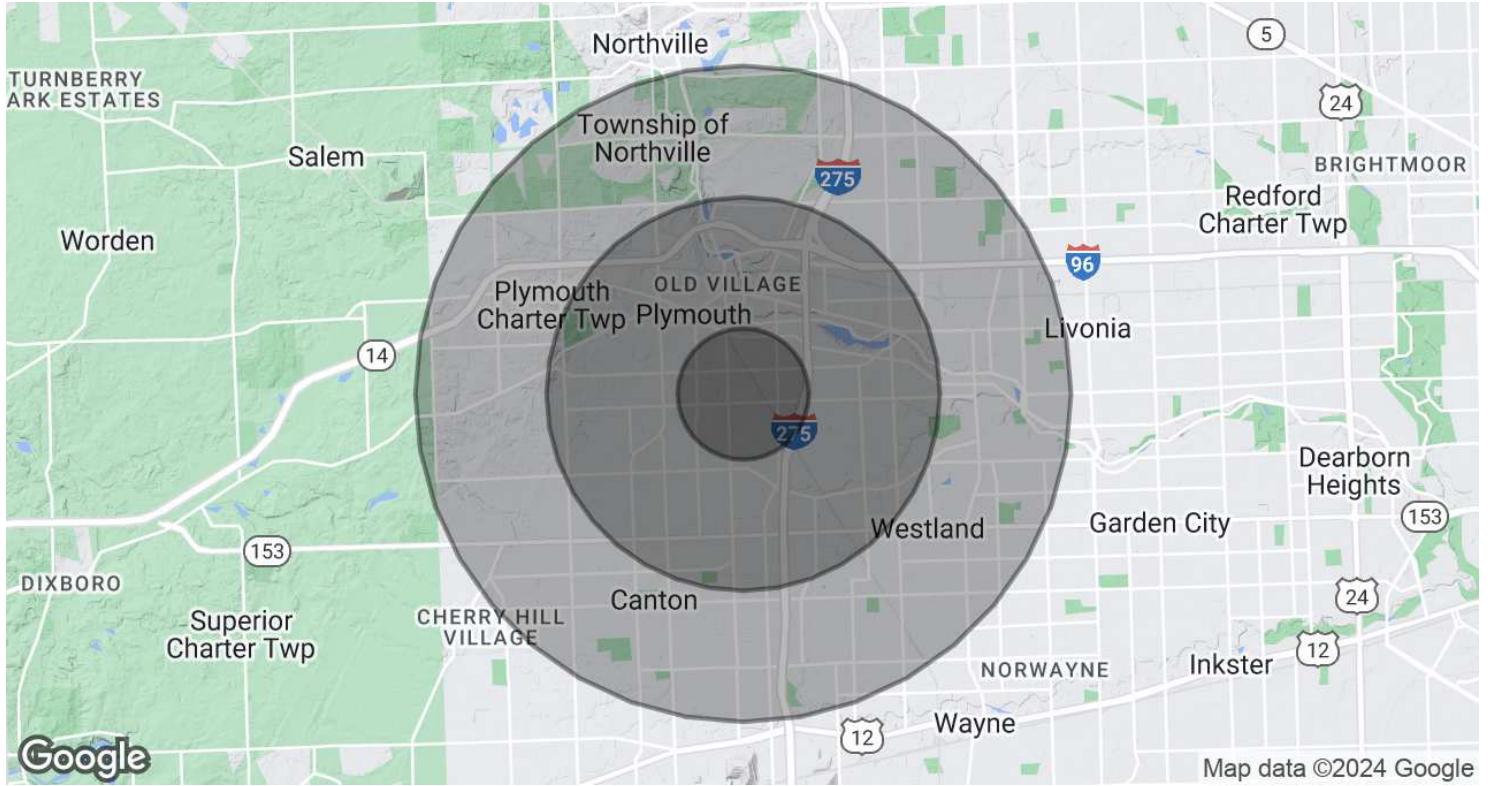 Northville
5
TURNBERRY
ARK ESTATES
24
Township of
Northville
Salem
275
BRIGHTMOOR
Redford
Charter Twp
Worden
96
OLD VILLAGE
Plymouth
Charter Twp
Plymouth
Livonia
14
275
Dearborn
Heights
Westland
Garden City
153
153
DIXBORO
Canton
24
Superior
Charter Twp
CHERRY HILL
VILLAGE
12
NORWAYNE
Inkster
Wayne
12
Google
Map data ©2024 Google